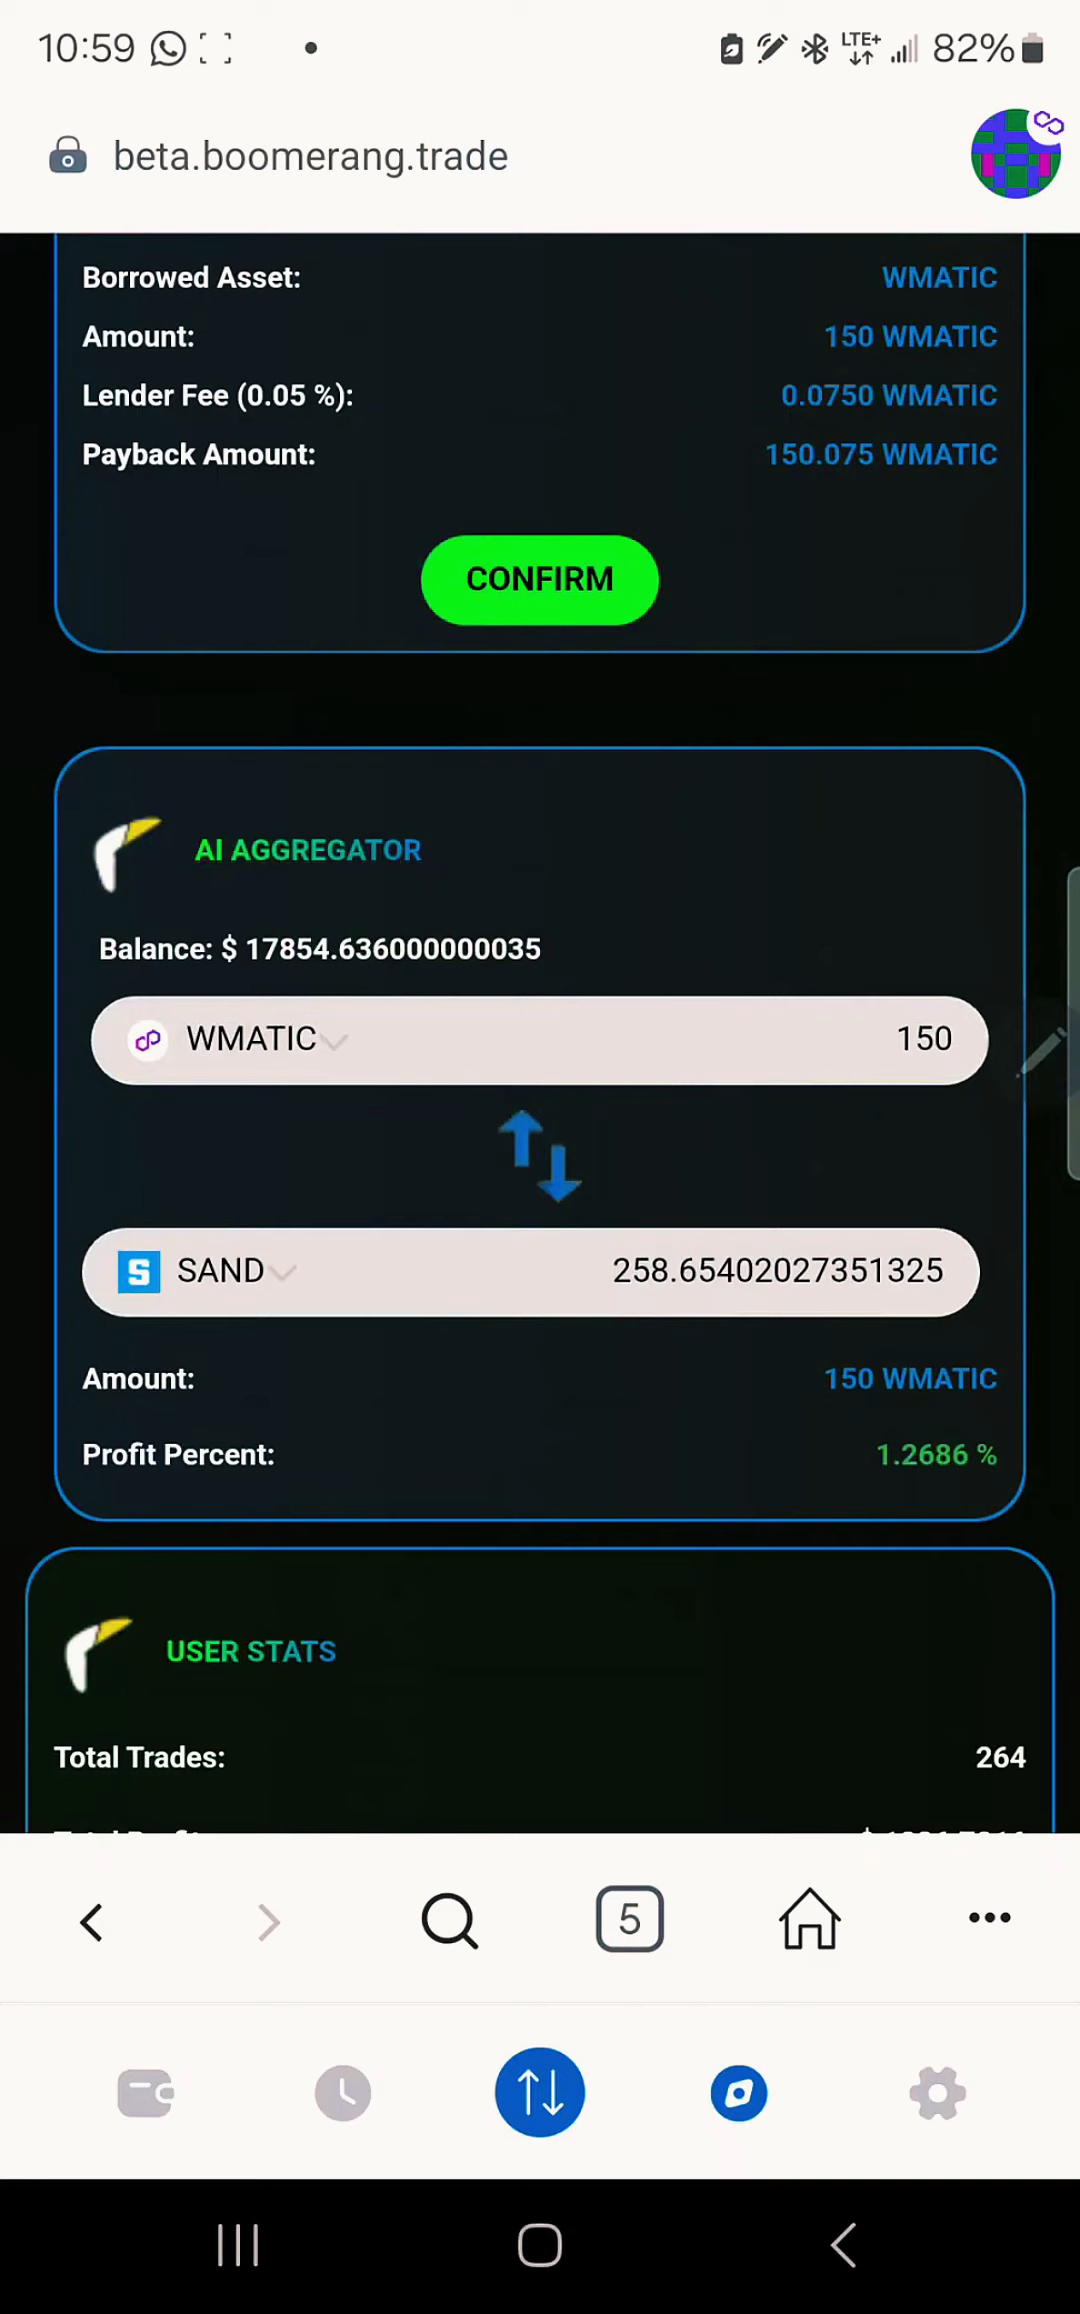 10:59 LTE+ 82%
beta.boomerang.trade
Borrowed Asset: WMATIC
Amount: 150 WMATIC
Lender Fee (0.05 %): 0.0750 WMATIC
Payback Amount: 150.075 WMATIC
CONFIRM
AI AGGREGATOR
Balance: $ 17854.636000000035
WMATIC 150
SAND 258.65402027351325
Amount: 150 WMATIC
Profit Percent: 1.2686 %
USER STATS
Total Trades: 264
5